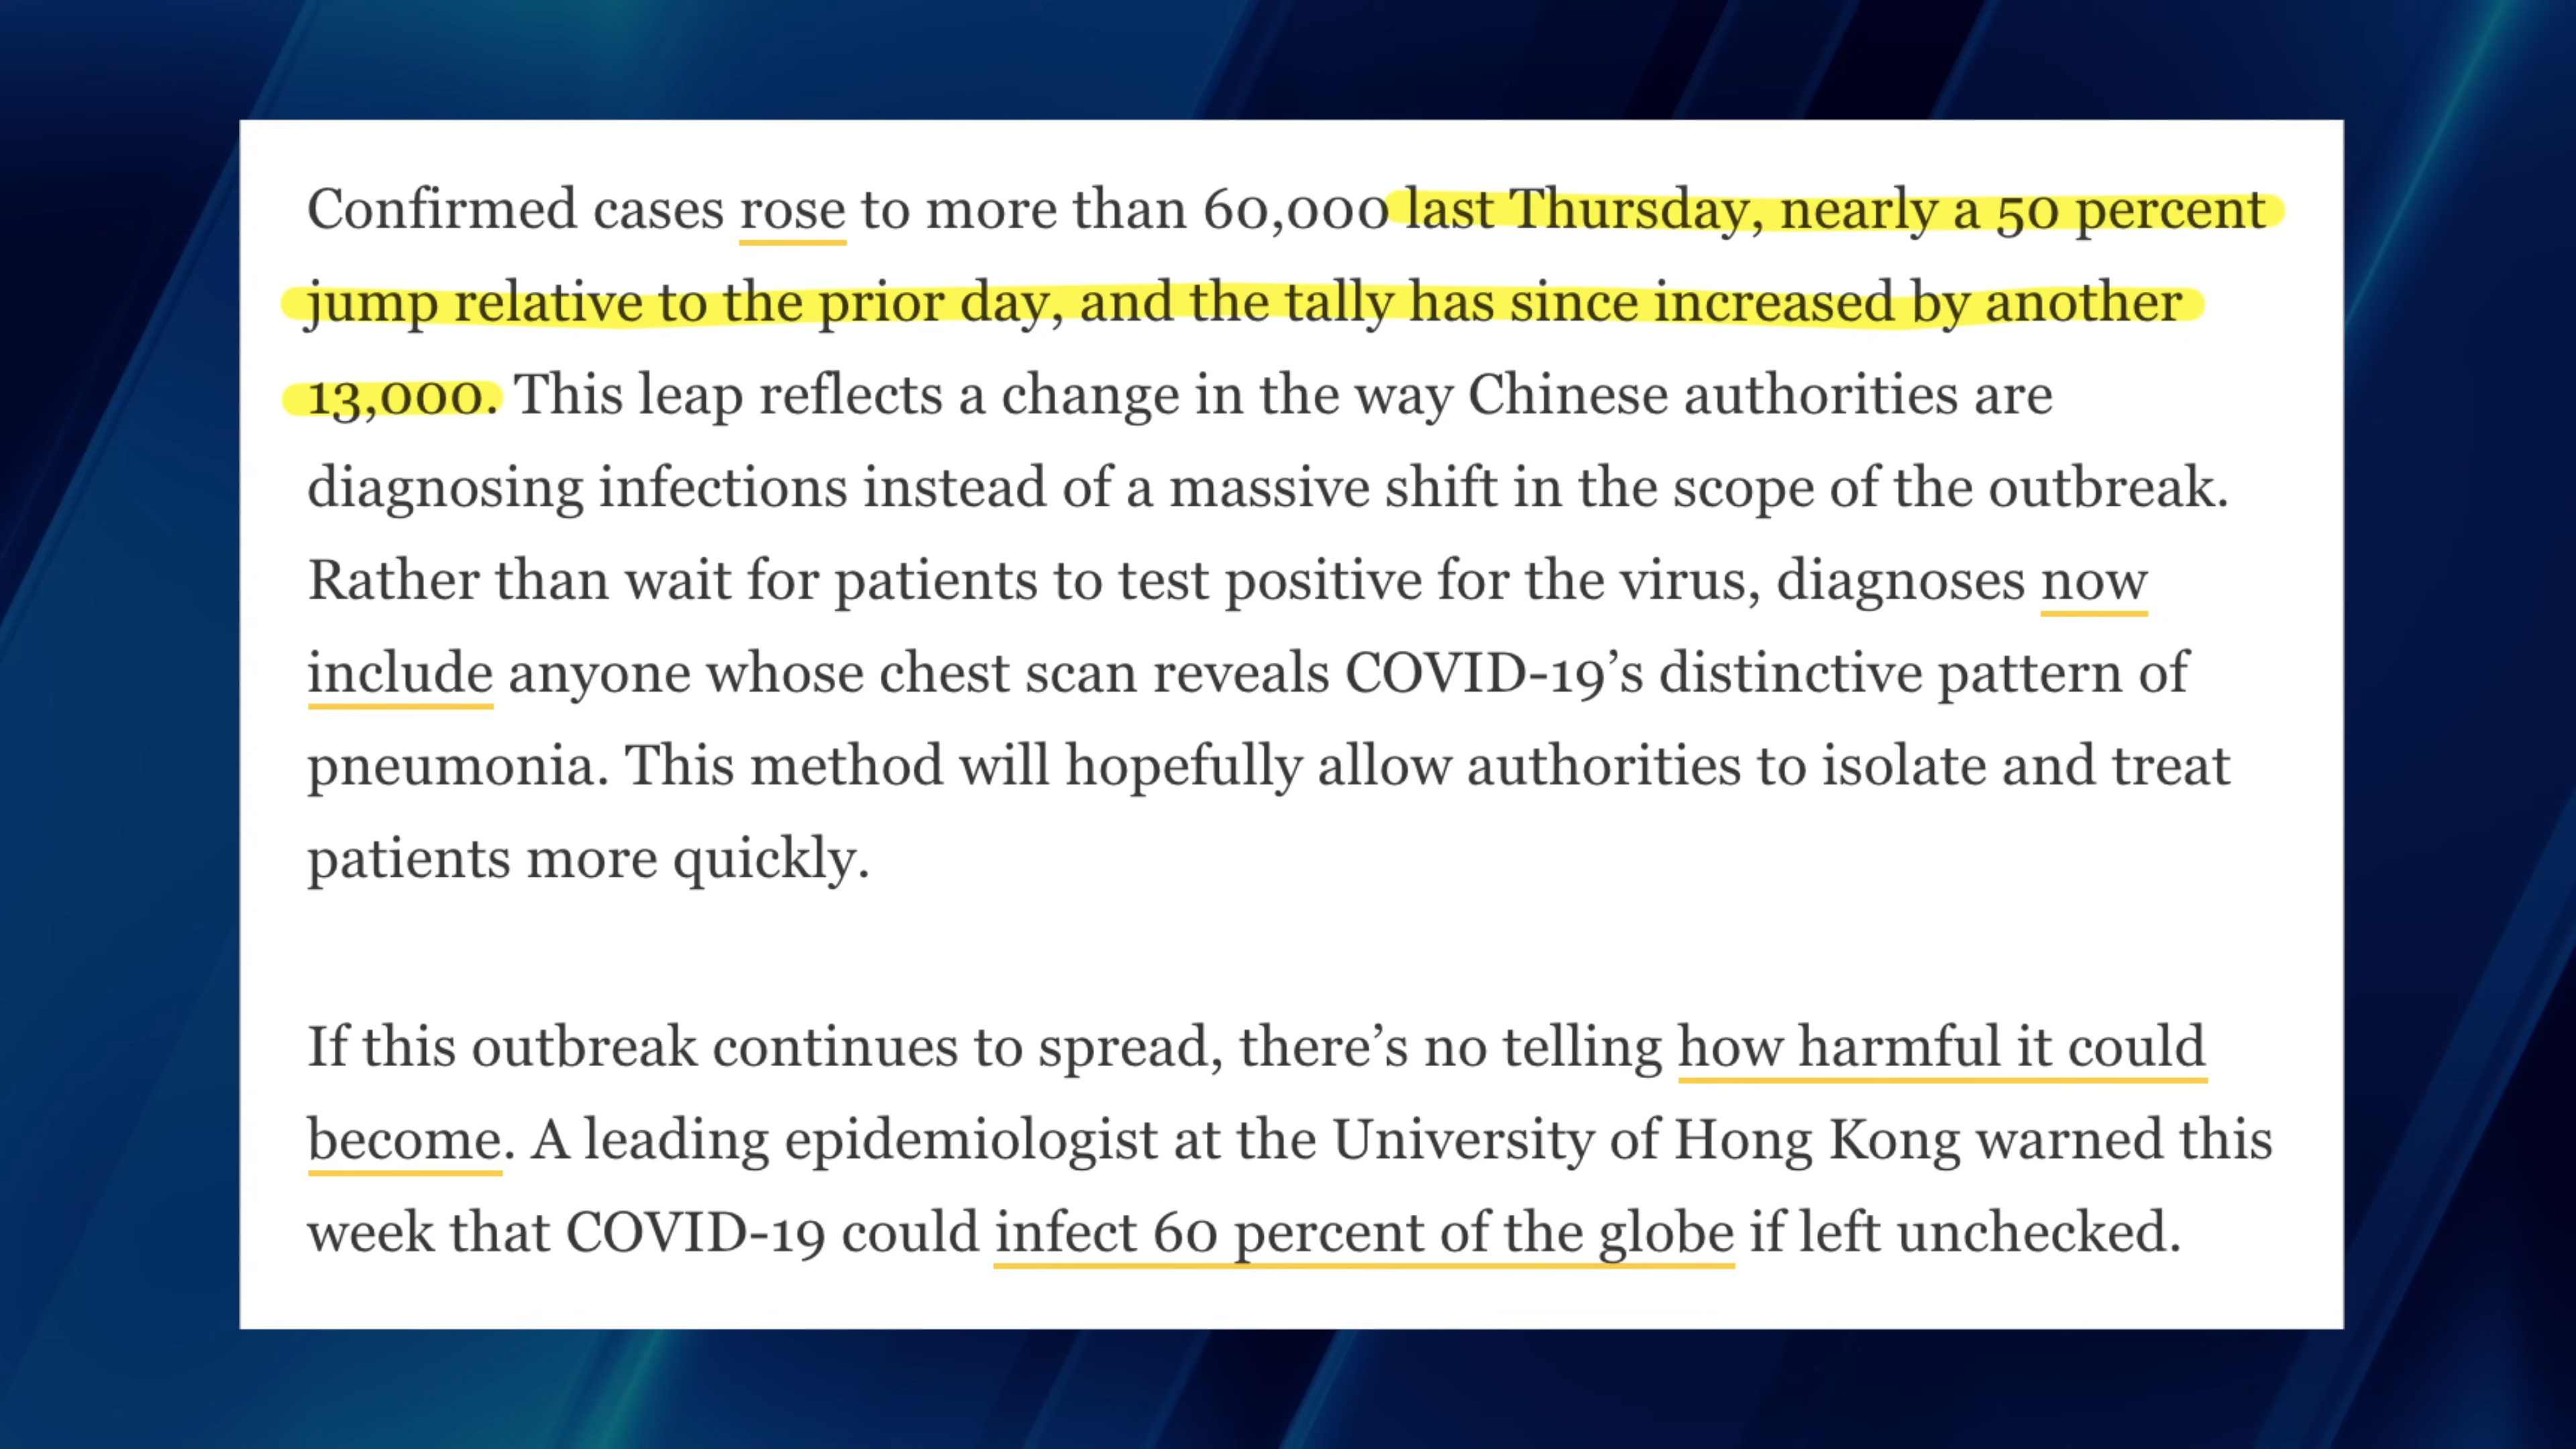 Confirmed cases rose to more than 60,000 last Thursday, nearly a 50 percent
jump relative to the prior day, and the tally has since increased by another
13,000. This leap reflects a change in the way Chinese authorities are
diagnosing infections instead of a massive shift in the scope of the outbreak.
Rather than wait for patients to test positive for the virus, diagnoses now
include anyone whose chest scan reveals COVID-19’s distinctive pattern of
pneumonia. This method will hopefully allow authorities to isolate and treat
patients more quickly.
If this outbreak continues to spread, there’s no telling how harmful it could
become. A leading epidemiologist at the University of Hong Kong warned this
week that COVID-19 could infect 60 percent of the globe if left unchecked.